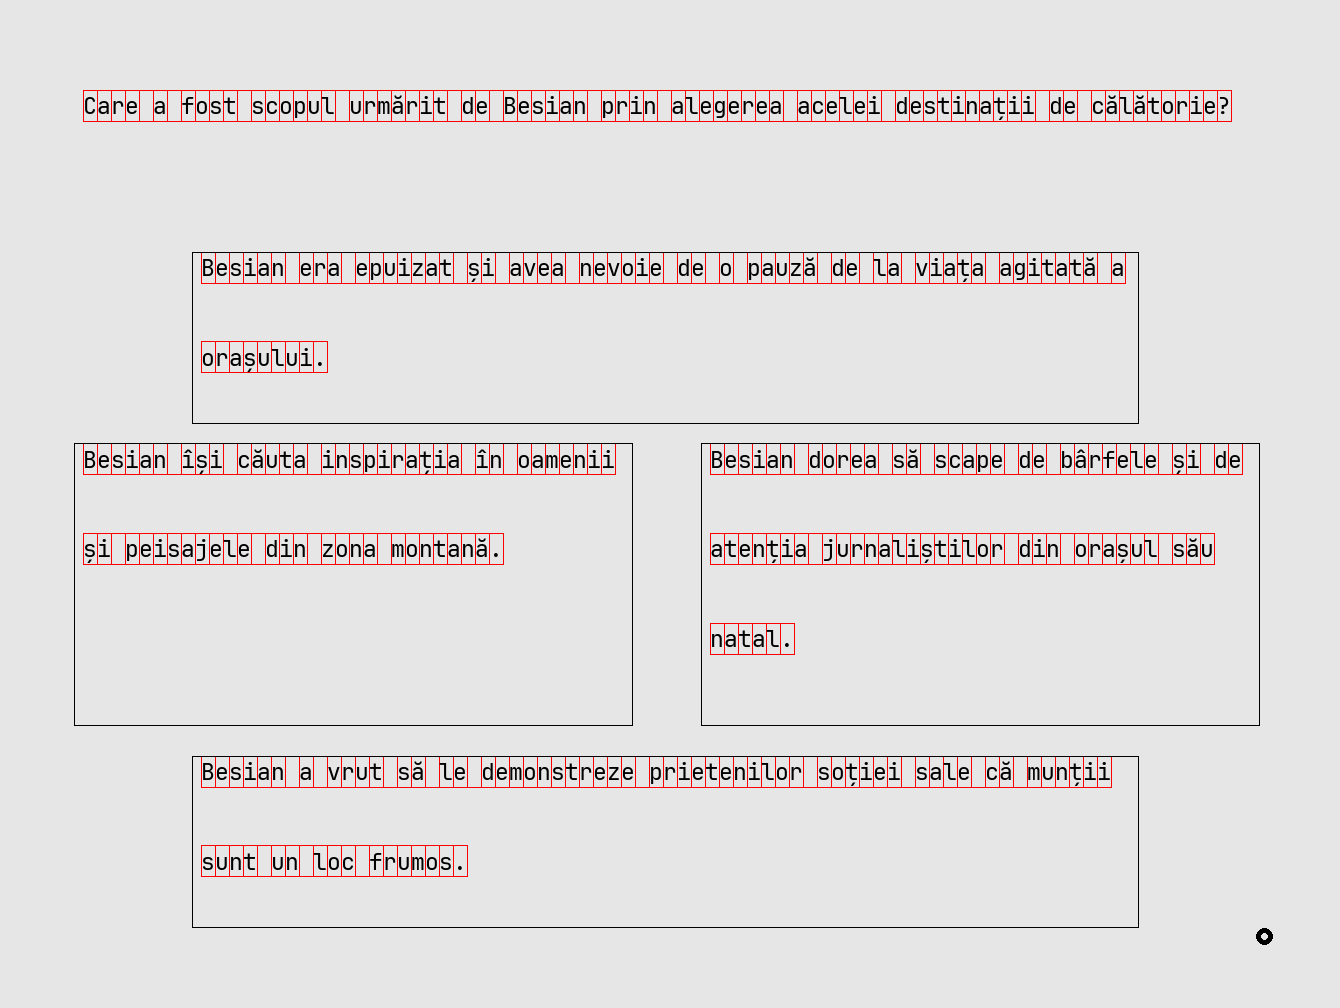 Care a fost scopul urmărit de Besian prin alegerea acelei destinații de călătorie?
Besian era epuizat și avea nevoie de o pauză de la viața agitată a
orașului.
Besian își căuta inspirația în oamenii
și peisajele din zona montană.
Besian dorea să scape de bârfele și de
atenția jurnaliștilor din orașul său
natal.
Besian a vrut să le demonstreze prietenilor soției sale că munții
sunt un loc frumos.